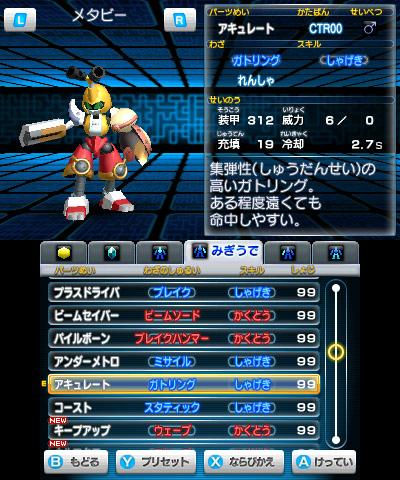 L
メタビー
R
パーツめい かたばん せいべつ
アキュレート CTR00 ♂
わざ スキル
ガトリング しゃげき
れんしゃ
せいのう
そうこう いりょく
装甲 312 威力 6/ 0
じゅうてん れいきゃく
充填 19 冷却 2.7s
集弾性(しゅうだんせい)の
高いガトリング。
ある程度遠くても
命中しやすい。
みぎうで
パーツめい わざのしゅるい スキル しょじ
プラスドライバ ブレイク しゃげき 99
ビームセイバー ビームソード かくとう 99
パイルボーン ブレイクハンマー かくとう 99
アンダーメトロ ミサイル しゃげき 99
E アキュレート ガトリング しゃげき 99
コースト スタティック しゃげき 99
NEW
キープアップ ウェーブ かくとう 99
NEW
B もどる Y プリセット X ならびかえ A けってい